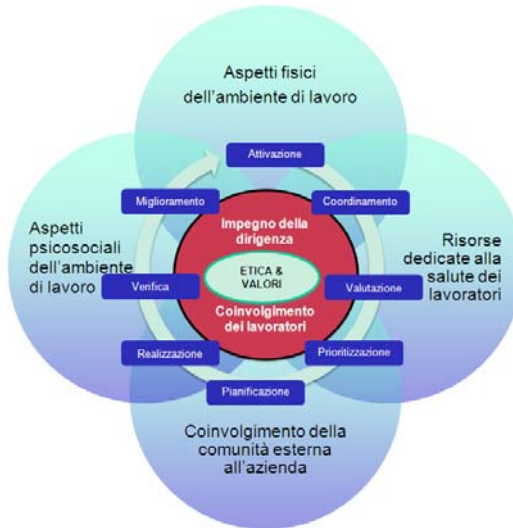 Aspetti fisici
dell'ambiente di lavoro
Attivazione
Miglioramento
Coordinamento
Impegno della
dirigenza
Aspetti
psicosociali
dell'ambiente
di lavoro
ETICA &
VALORI
Risorse
dedicate alla
salute dei
lavoratori
Verifica
Valutazione
Coinvolgimento
dei lavoratori
Realizzazione
Prioritizzazione
Pianificazione
Coinvolgimento della
comunità esterna
all'azienda